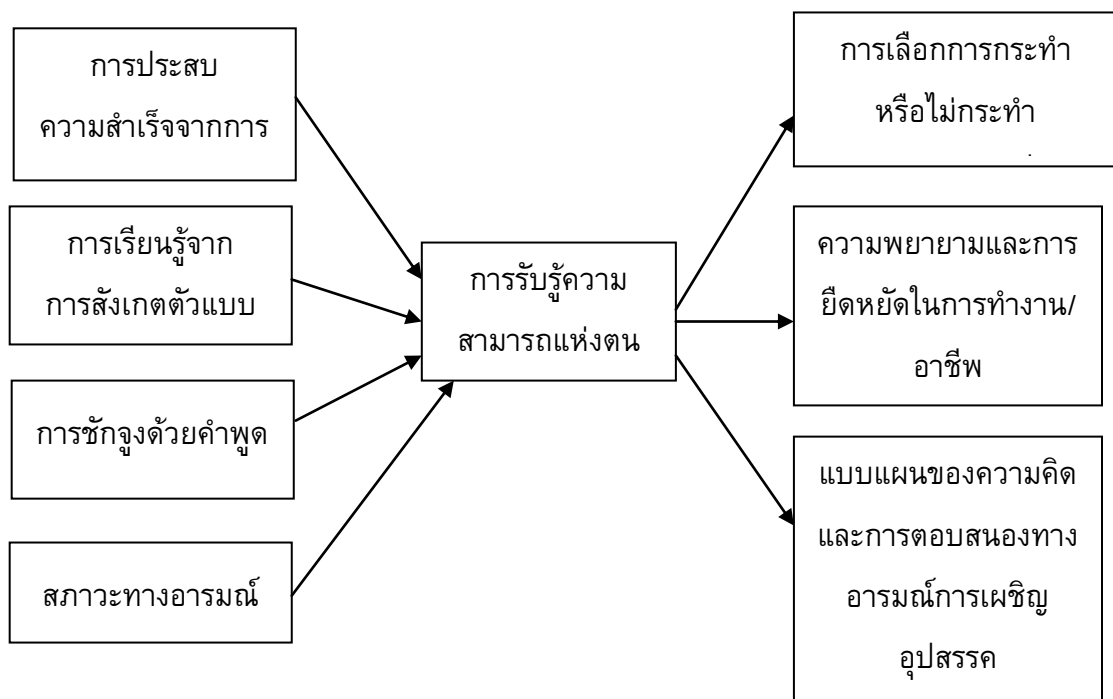 การประสบ
ความสำเร็จจากการ
การเรียนรู้จาก
การสังเกตตัวแบบ
การชักจูงด้วยคำพูด
สภาวะทางอารมณ์
การรับรู้ความ
สามารถแห่งตน
การเลือกการกระทำ
หรือไม่กระทำ
ความพยายามและการ
ยืดหยัดในการทำงาน/
อาชีพ
แบบแผนของความคิด
และการตอบสนองทาง
อารมณ์การเผชิญ
อุปสรรค